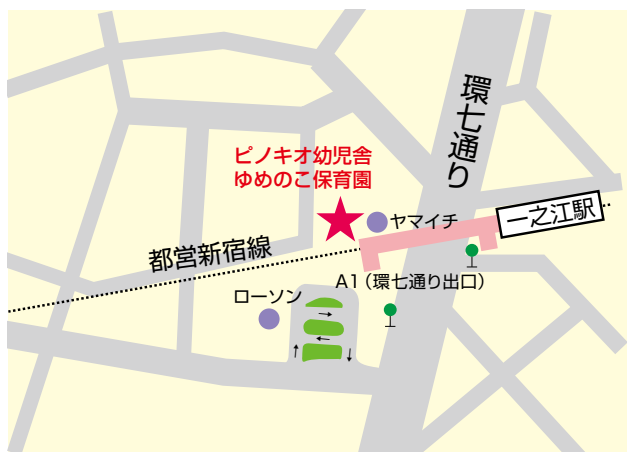 環七通り
ピノキオ幼児舎
ゆめのこ保育園
ヤマイチ
一之江駅
都営新宿線
A1（環七通り出口）
ローソン